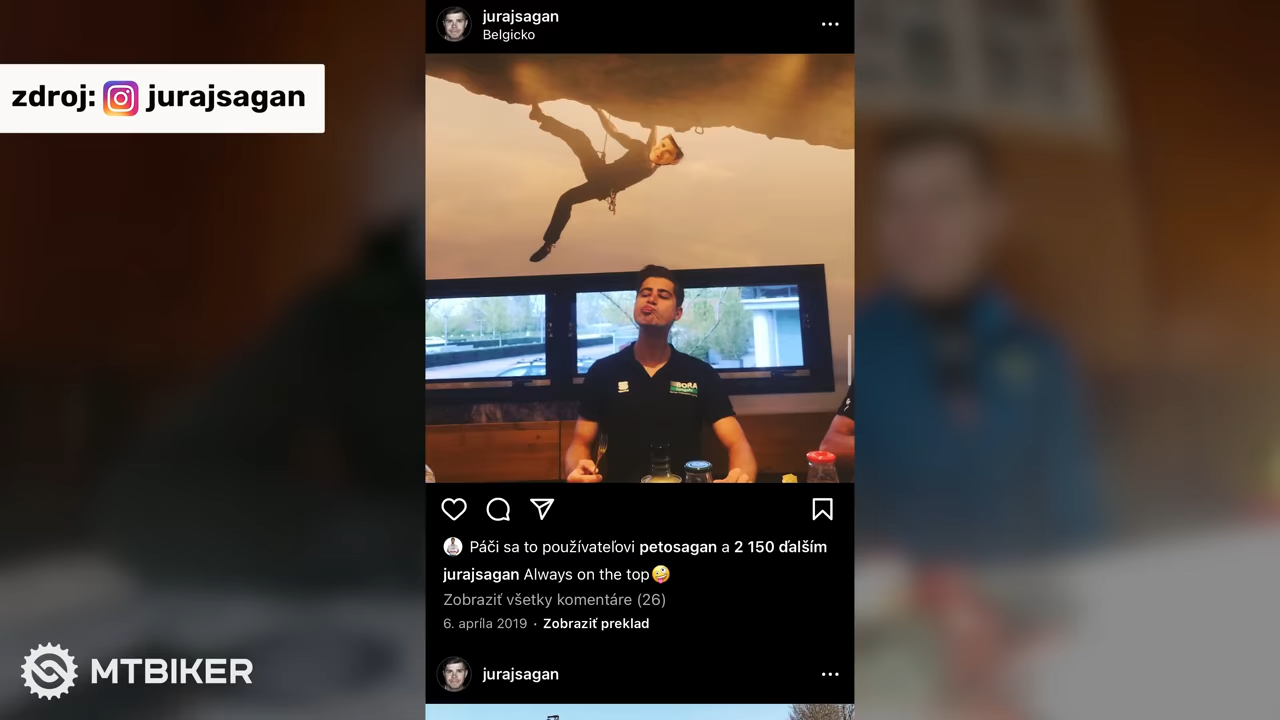 jurajsagan
Belgicko
zdroj: jurajsagan
BORA
Páči sa to používateľovi petosagan a 2 150 ďalším
jurajsagan Always on the top🤪
Zobraziť všetky komentáre (26)
6. apríla 2019 · Zobraziť preklad
MTBIKER
jurajsagan